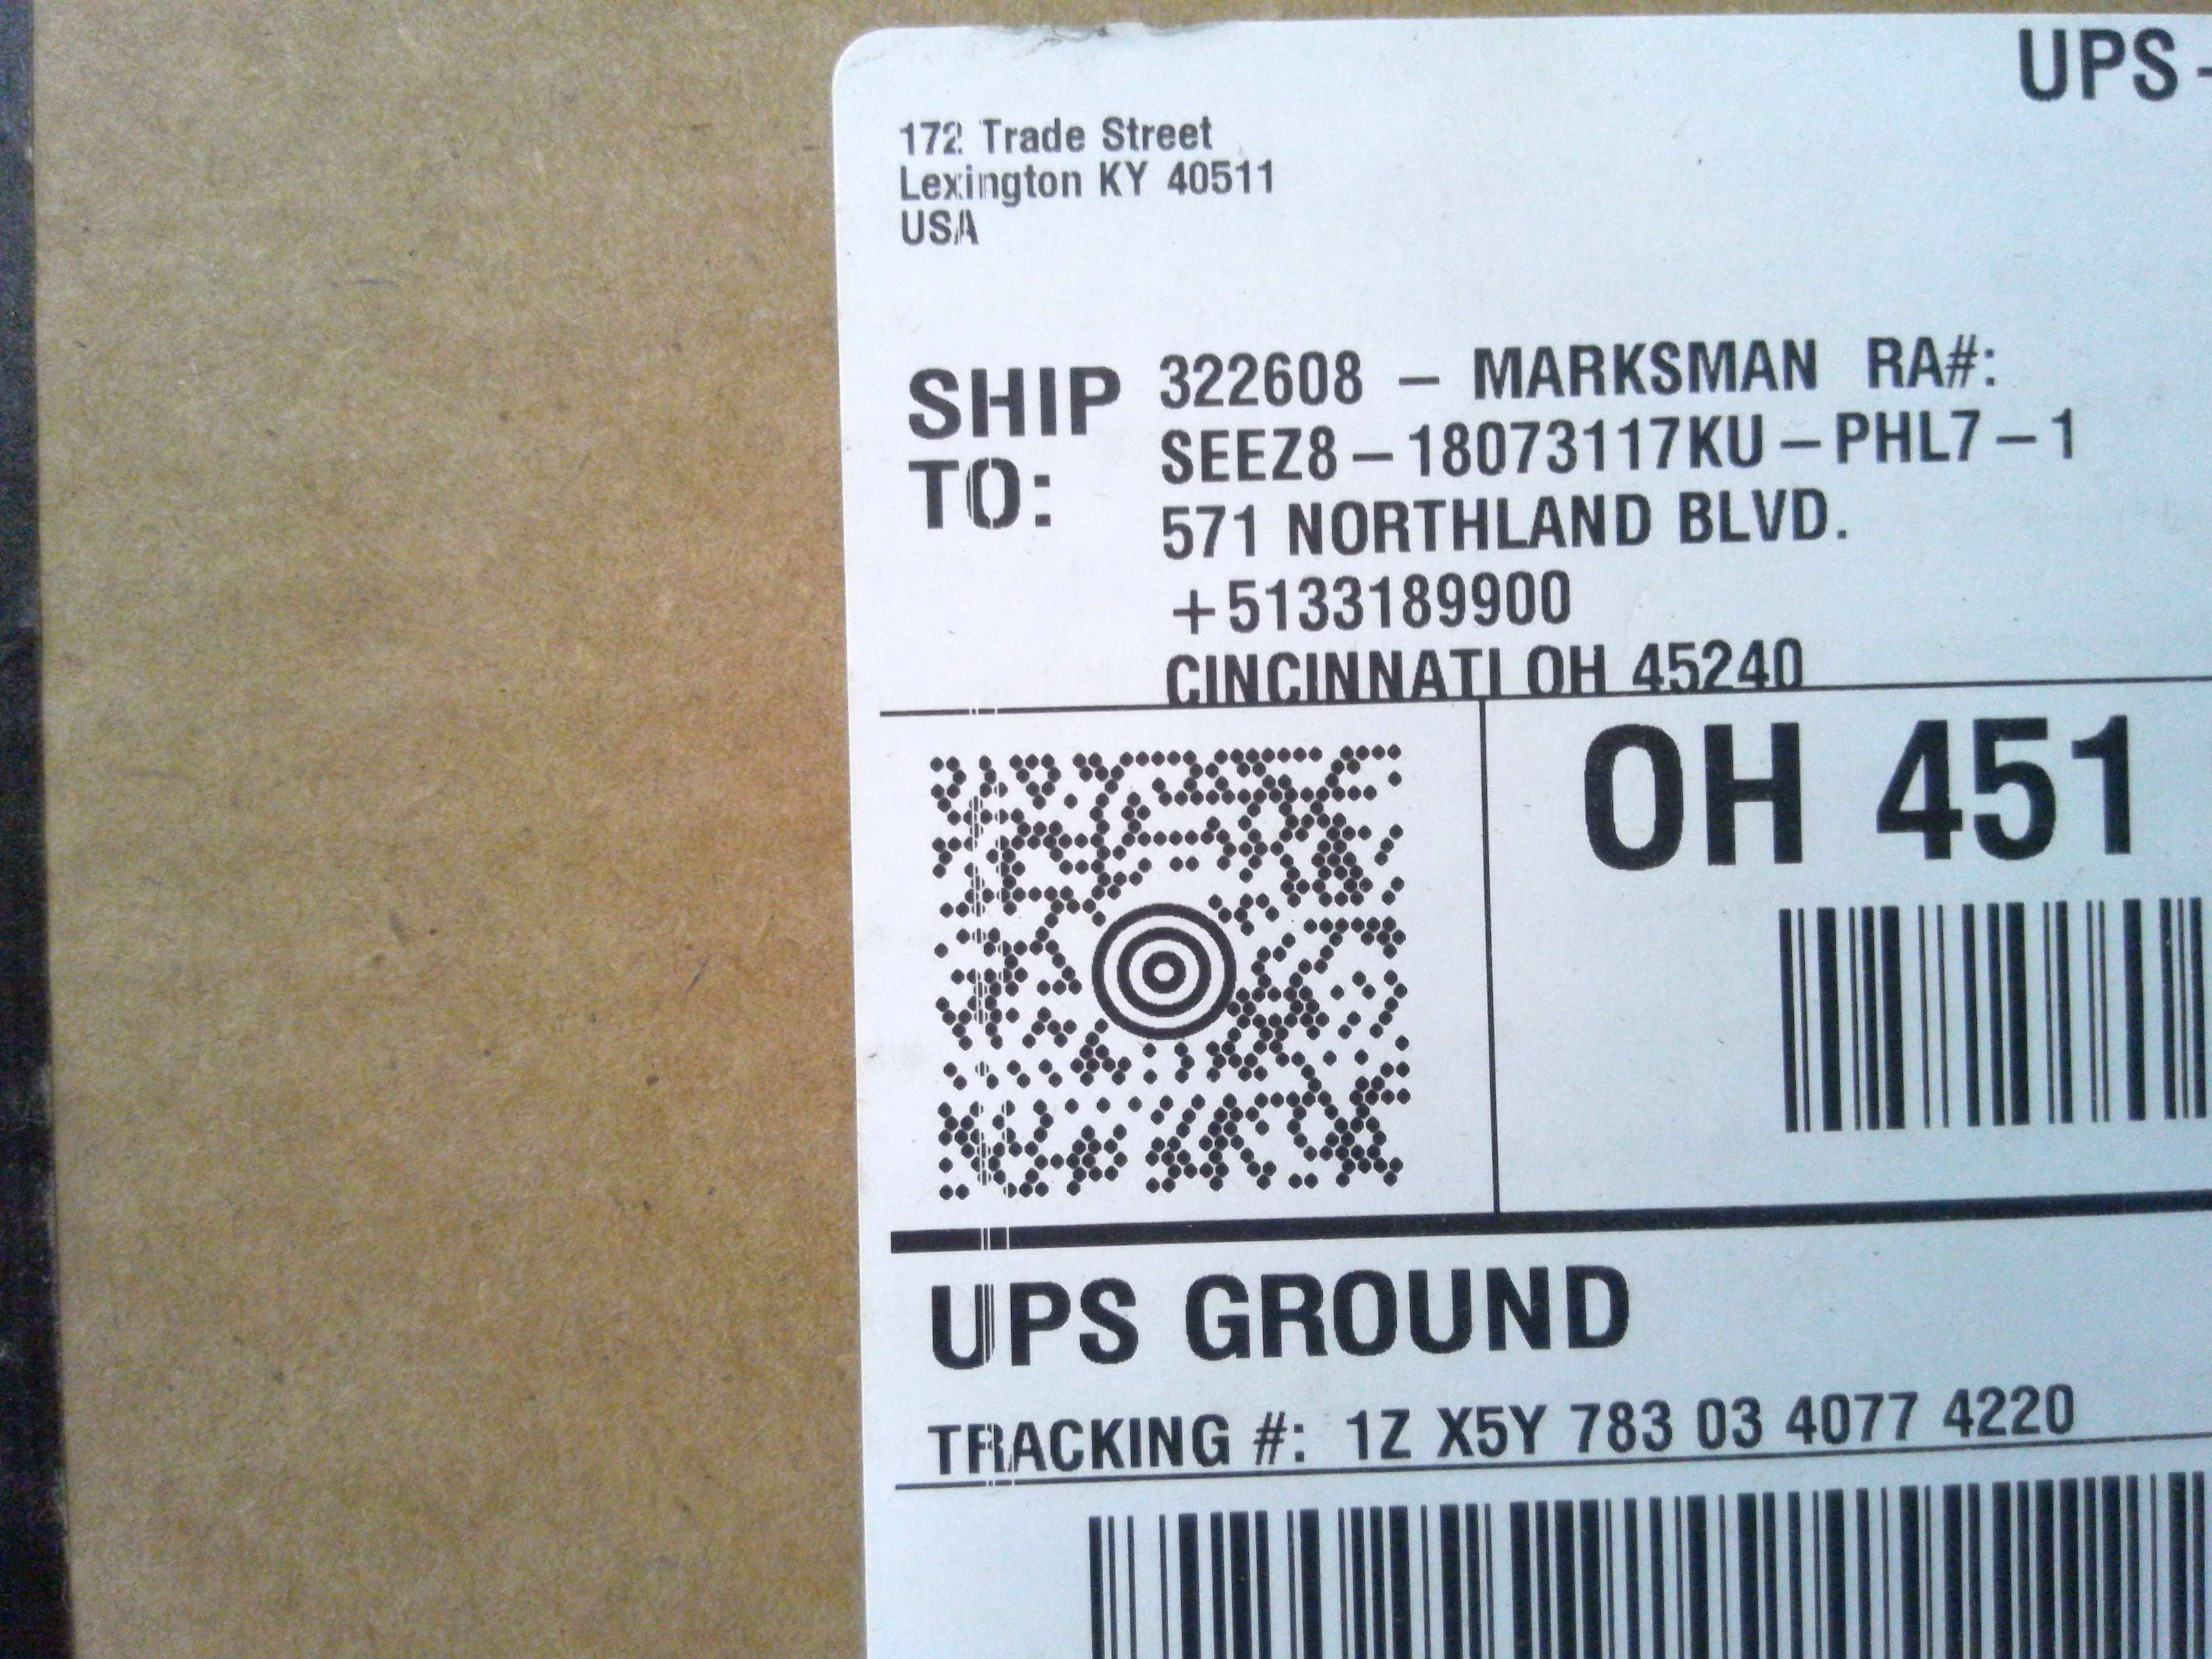 UPS-
172 Trade Street
Lexington KY 40511
USA
SHIP TO:
322608 - MARKSMAN RA#:
SEEZ8-18073117KU-PHL7-1
571 NORTHLAND BLVD.
+5133189900
CINCINNATI OH 45240
OH 451
UPS GROUND
TRACKING #: 1Z X5Y 783 03 4077 4220